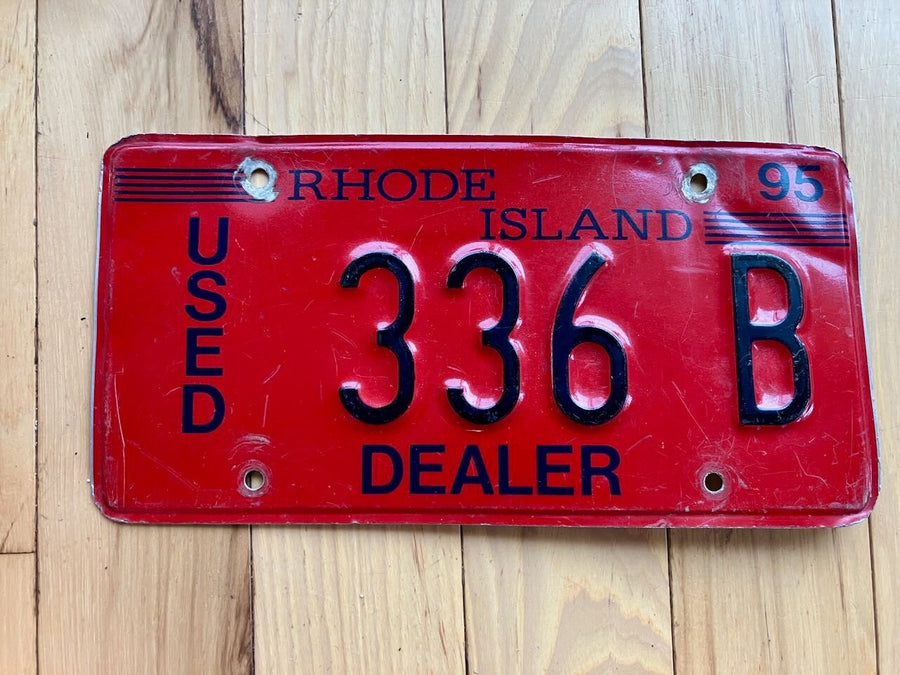 RHODE 95
ISLAND
USED
336 B
DEALER